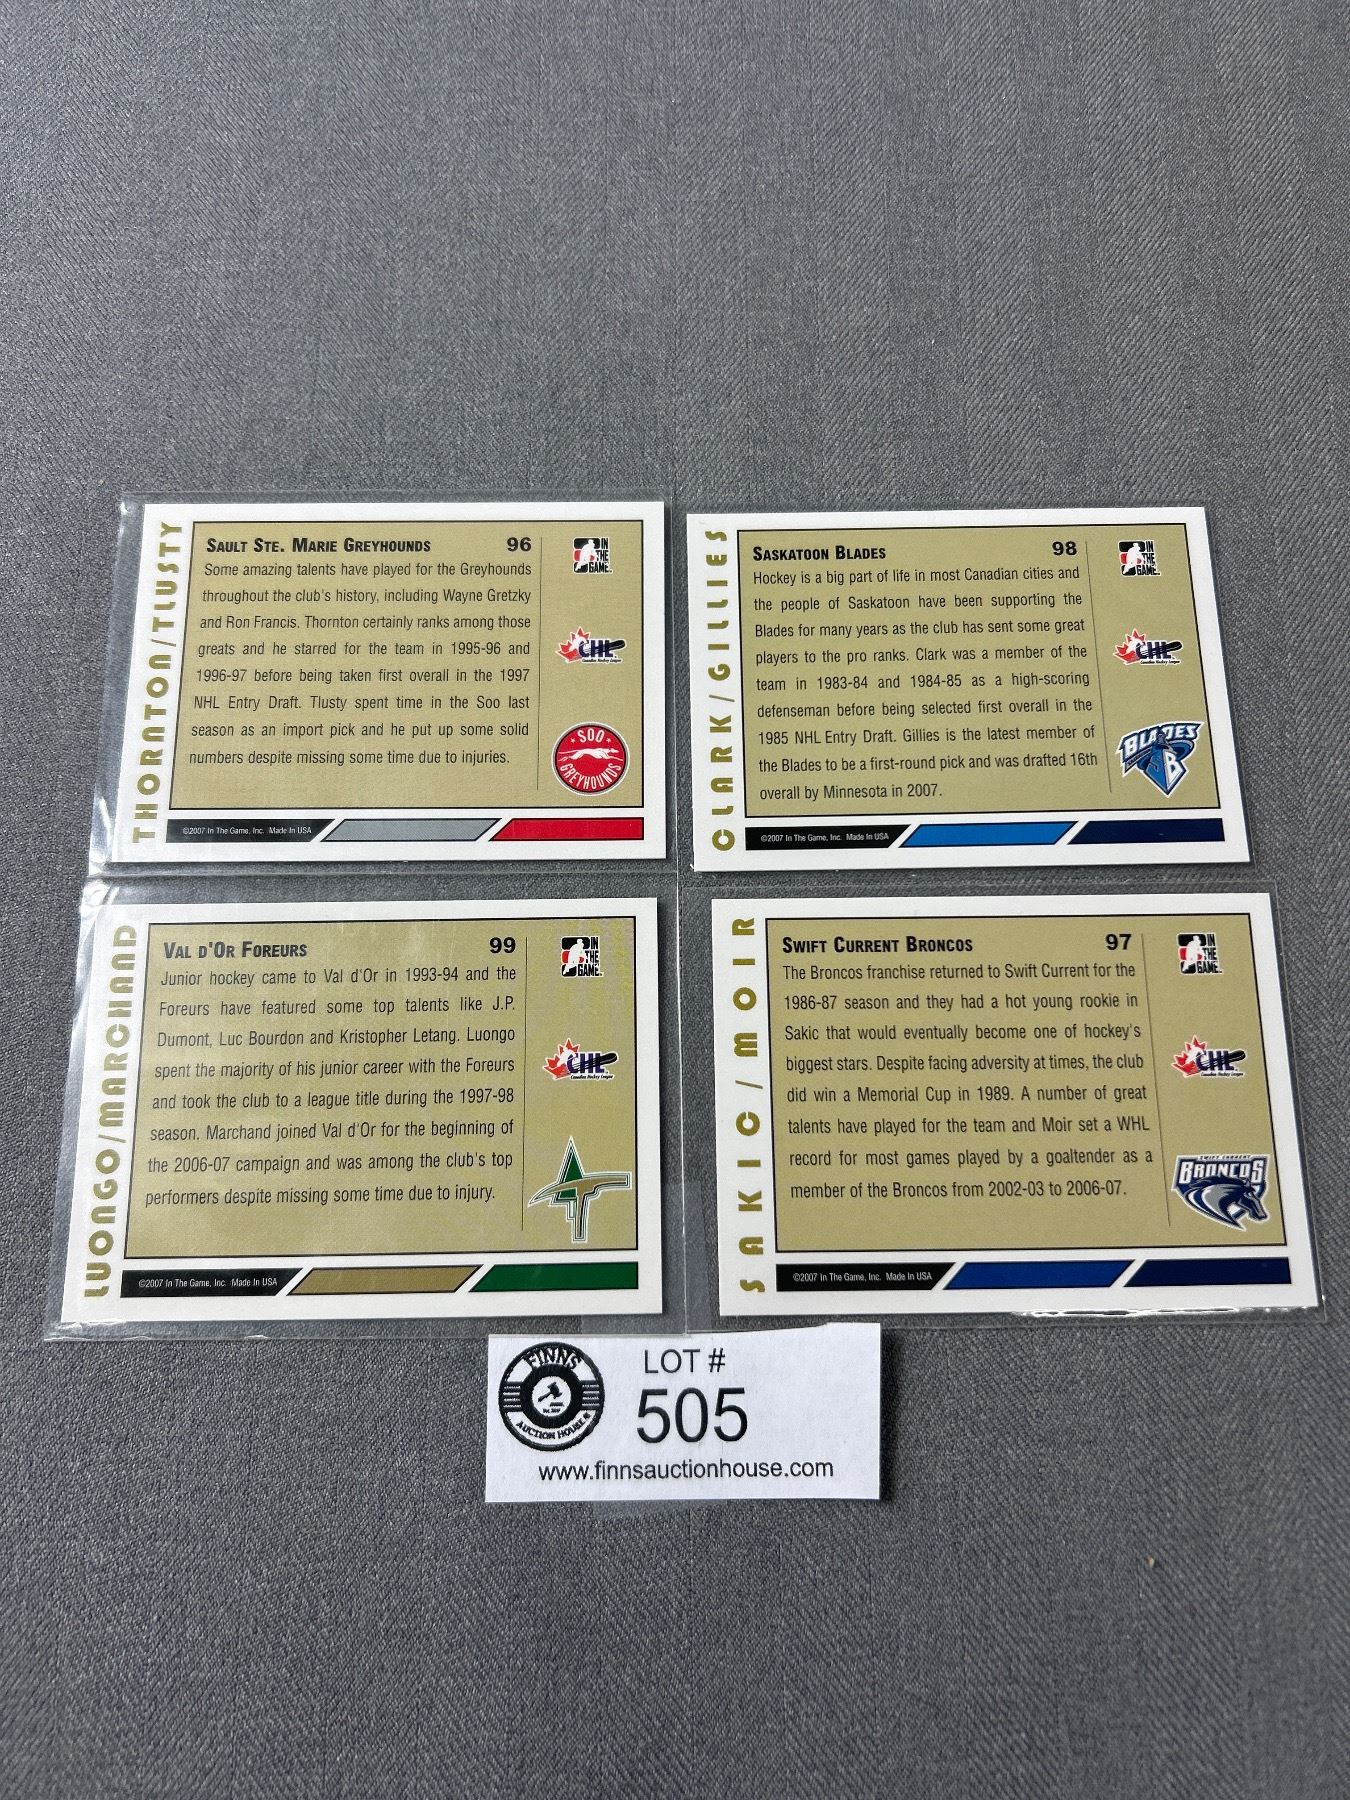 THORNTON/TLUSTY
SAULT STE. MARIE GREYHOUNDS 96
Some amazing talents have played for the Greyhounds
throughout the club's history, including Wayne Gretzky
and Ron Francis. Thornton certainly ranks among those
greats and he starred for the team in 1995-96 and
1996-97 before being taken first overall in the 1997
NHL Entry Draft. Tlusty spent time in the Soo last
season as an import pick and he put up some solid
numbers despite missing some time due to injuries.
IN
THE
GAME
CHL
Canadian Hockey League
SOO
GREYHOUNDS
©2007 In The Game, Inc. Made In USA
CLARK/GILLIES
SASKATOON BLADES 98
Hockey is a big part of life in most Canadian cities and
the people of Saskatoon have been supporting the
Blades for many years as the club has sent some great
players to the pro ranks. Clark was a member of the
team in 1983-84 and 1984-85 as a high-scoring
defenseman before being selected first overall in the
1985 NHL Entry Draft. Gillies is the latest member of
the Blades to be a first-round pick and was drafted 16th
overall by Minnesota in 2007.
IN
THE
GAME
CHL
Canadian Hockey League
BLADES
SB
©2007 In The Game, Inc. Made In USA
LUONGO/MARCHAND
VAL D'OR FOREURS 99
Junior hockey came to Val d'Or in 1993-94 and the
Foreurs have featured some top talents like J.P.
Dumont, Luc Bourdon and Kristopher Letang. Luongo
spent the majority of his junior career with the Foreurs
and took the club to a league title during the 1997-98
season. Marchand joined Val d'Or for the beginning of
the 2006-07 campaign and was among the club's top
performers despite missing some time due to injury.
IN
THE
GAME
CHL
Canadian Hockey League
©2007 In The Game, Inc. Made In USA
SAKIC/MOIR
SWIFT CURRENT BRONCOS 97
The Broncos franchise returned to Swift Current for the
1986-87 season and they had a hot young rookie in
Sakic that would eventually become one of hockey's
biggest stars. Despite facing adversity at times, the club
did win a Memorial Cup in 1989. A number of great
talents have played for the team and Moir set a WHL
record for most games played by a goaltender as a
member of the Broncos from 2002-03 to 2006-07.
IN
THE
GAME
CHL
Canadian Hockey League
SWIFT CURRENT
BRONCOS
©2007 In The Game, Inc. Made In USA
FINNS
AUCTION HOUSE
LOT #
505
www.finnsauctionhouse.com